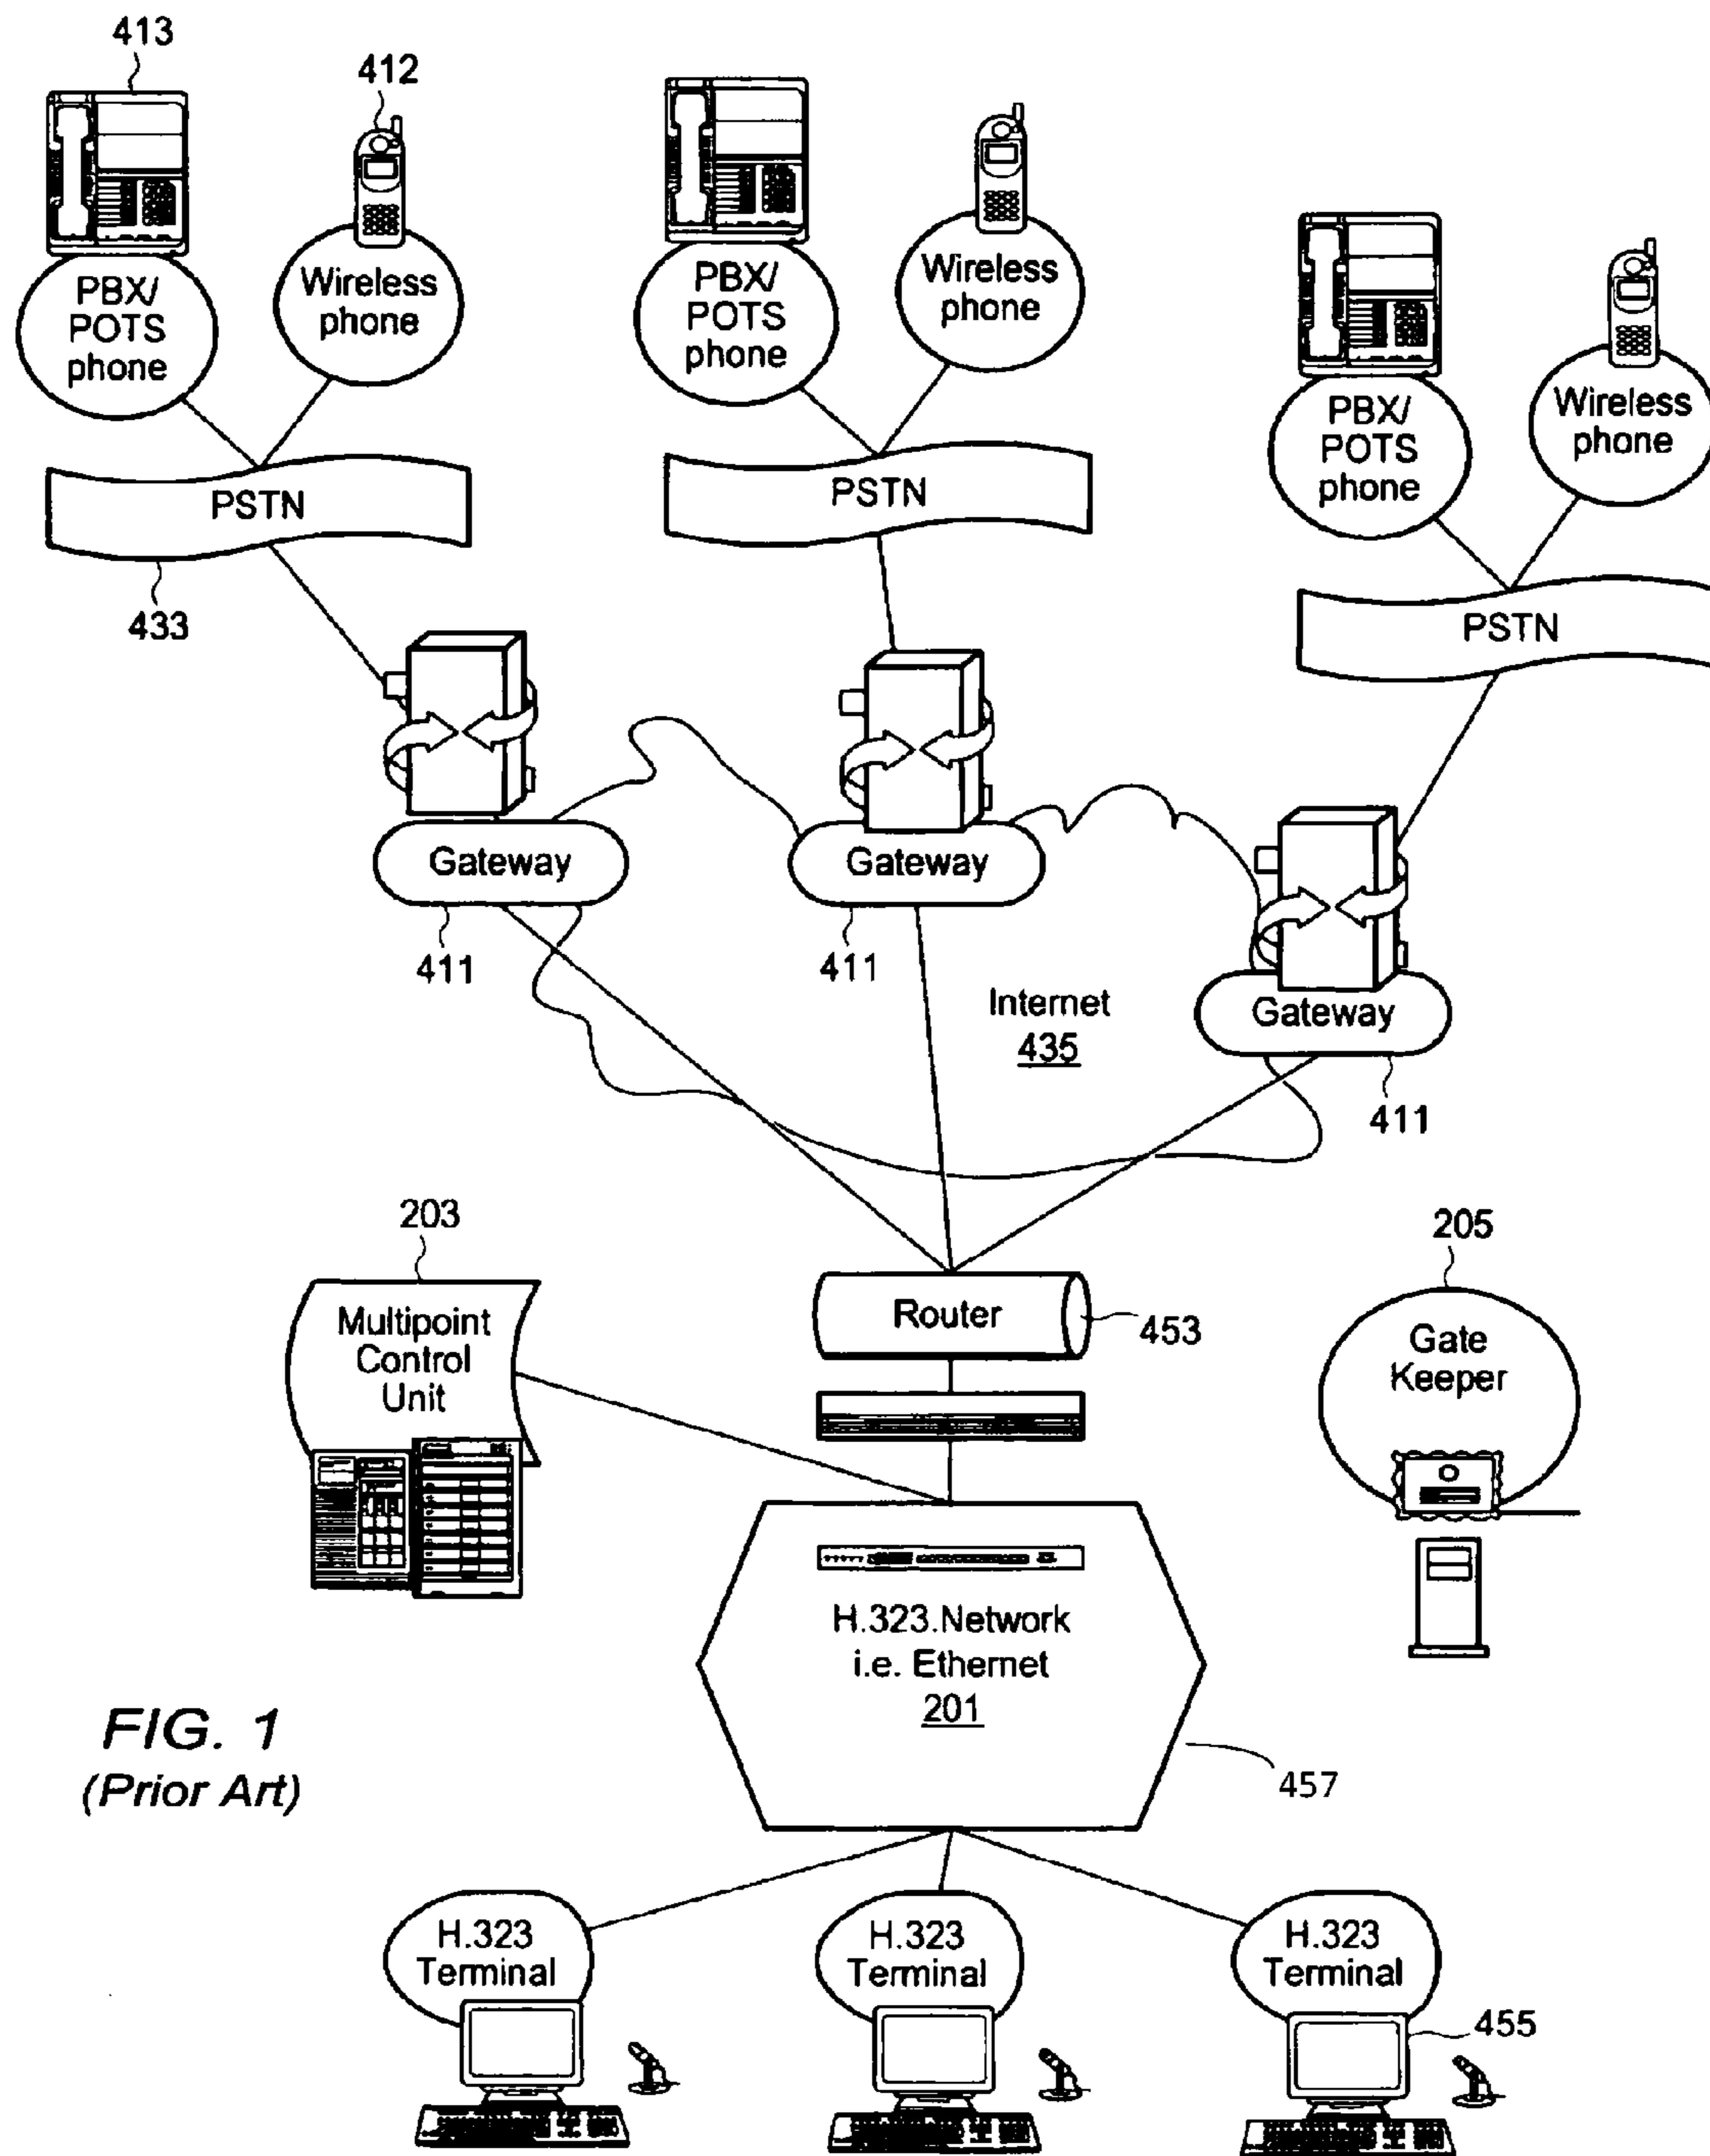 413
412
PBX/
POTS
phone
Wireless
phone
PBX/
POTS
phone
Wireless
phone
PBX/
POTS
phone
Wireless
phone
PSTN
433
PSTN
PSTN
Gateway
411
Gateway
411
Internet
435
Gateway
411
203
Multipoint
Control
Unit
Router
453
205
Gate
Keeper
H.323.Network
i.e. Ethernet
201
457
FIG. 1
(Prior Art)
H.323
Terminal
H.323
Terminal
H.323
Terminal
455